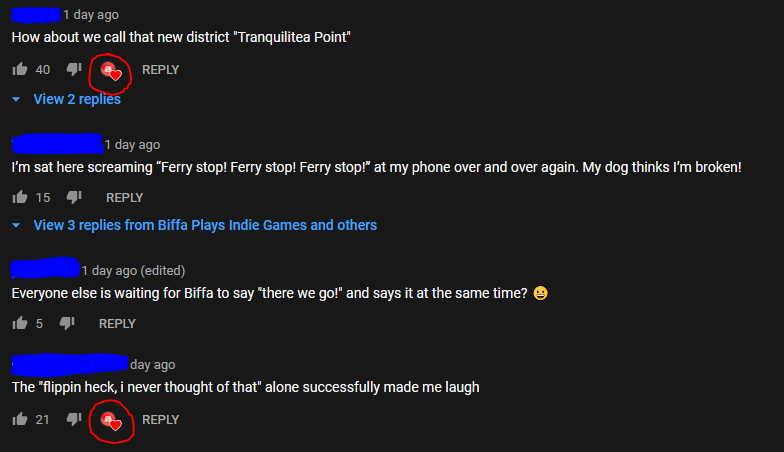 1 day ago
How about we call that new district "Tranquilitea Point"
40 REPLY
View 2 replies
1 day ago
I'm sat here screaming “Ferry stop! Ferry stop! Ferry stop!” at my phone over and over again. My dog thinks I'm broken!
15 REPLY
View 3 replies from Biffa Plays Indie Games and others
1 day ago (edited)
Everyone else is waiting for Biffa to say "there we go!" and says it at the same time? 😀
5 REPLY
day ago
The "flippin heck, i never thought of that" alone successfully made me laugh
21 REPLY